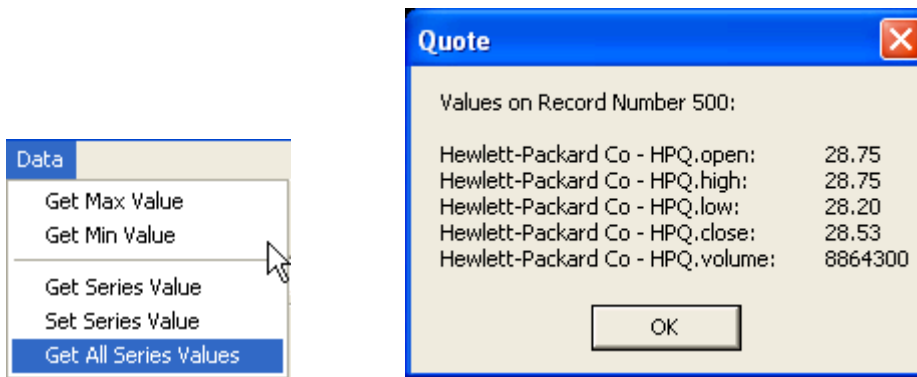 Data
Get Max Value
Get Min Value
Get Series Value
Set Series Value
Get All Series Values
Quote
Values on Record Number 500:
Hewlett-Packard Co - HPQ.open: 28.75
Hewlett-Packard Co - HPQ.high: 28.75
Hewlett-Packard Co - HPQ.low: 28.20
Hewlett-Packard Co - HPQ.close: 28.53
Hewlett-Packard Co - HPQ.volume: 8864300
OK